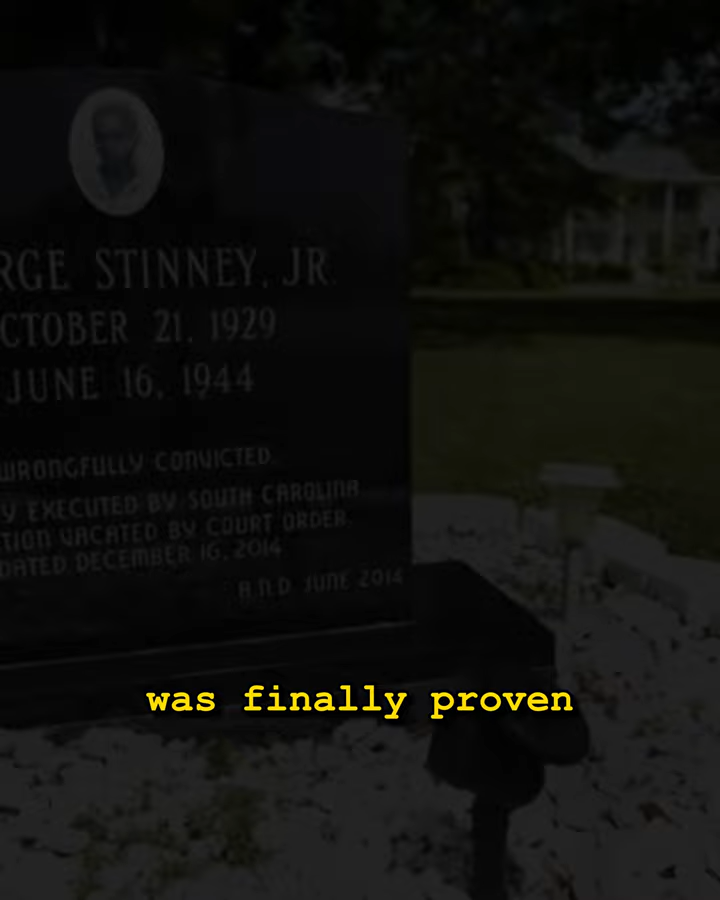 RGE STINNEY, JR.
CTOBER 21, 1929
JUNE 16, 1944
WRONGFULLY CONVICTED.
Y EXECUTED BY SOUTH CAROLINA
TION VACATED BY COURT ORDER
DATED DECEMBER 16, 2014
A.N.D JUNE 2014
was finally proven